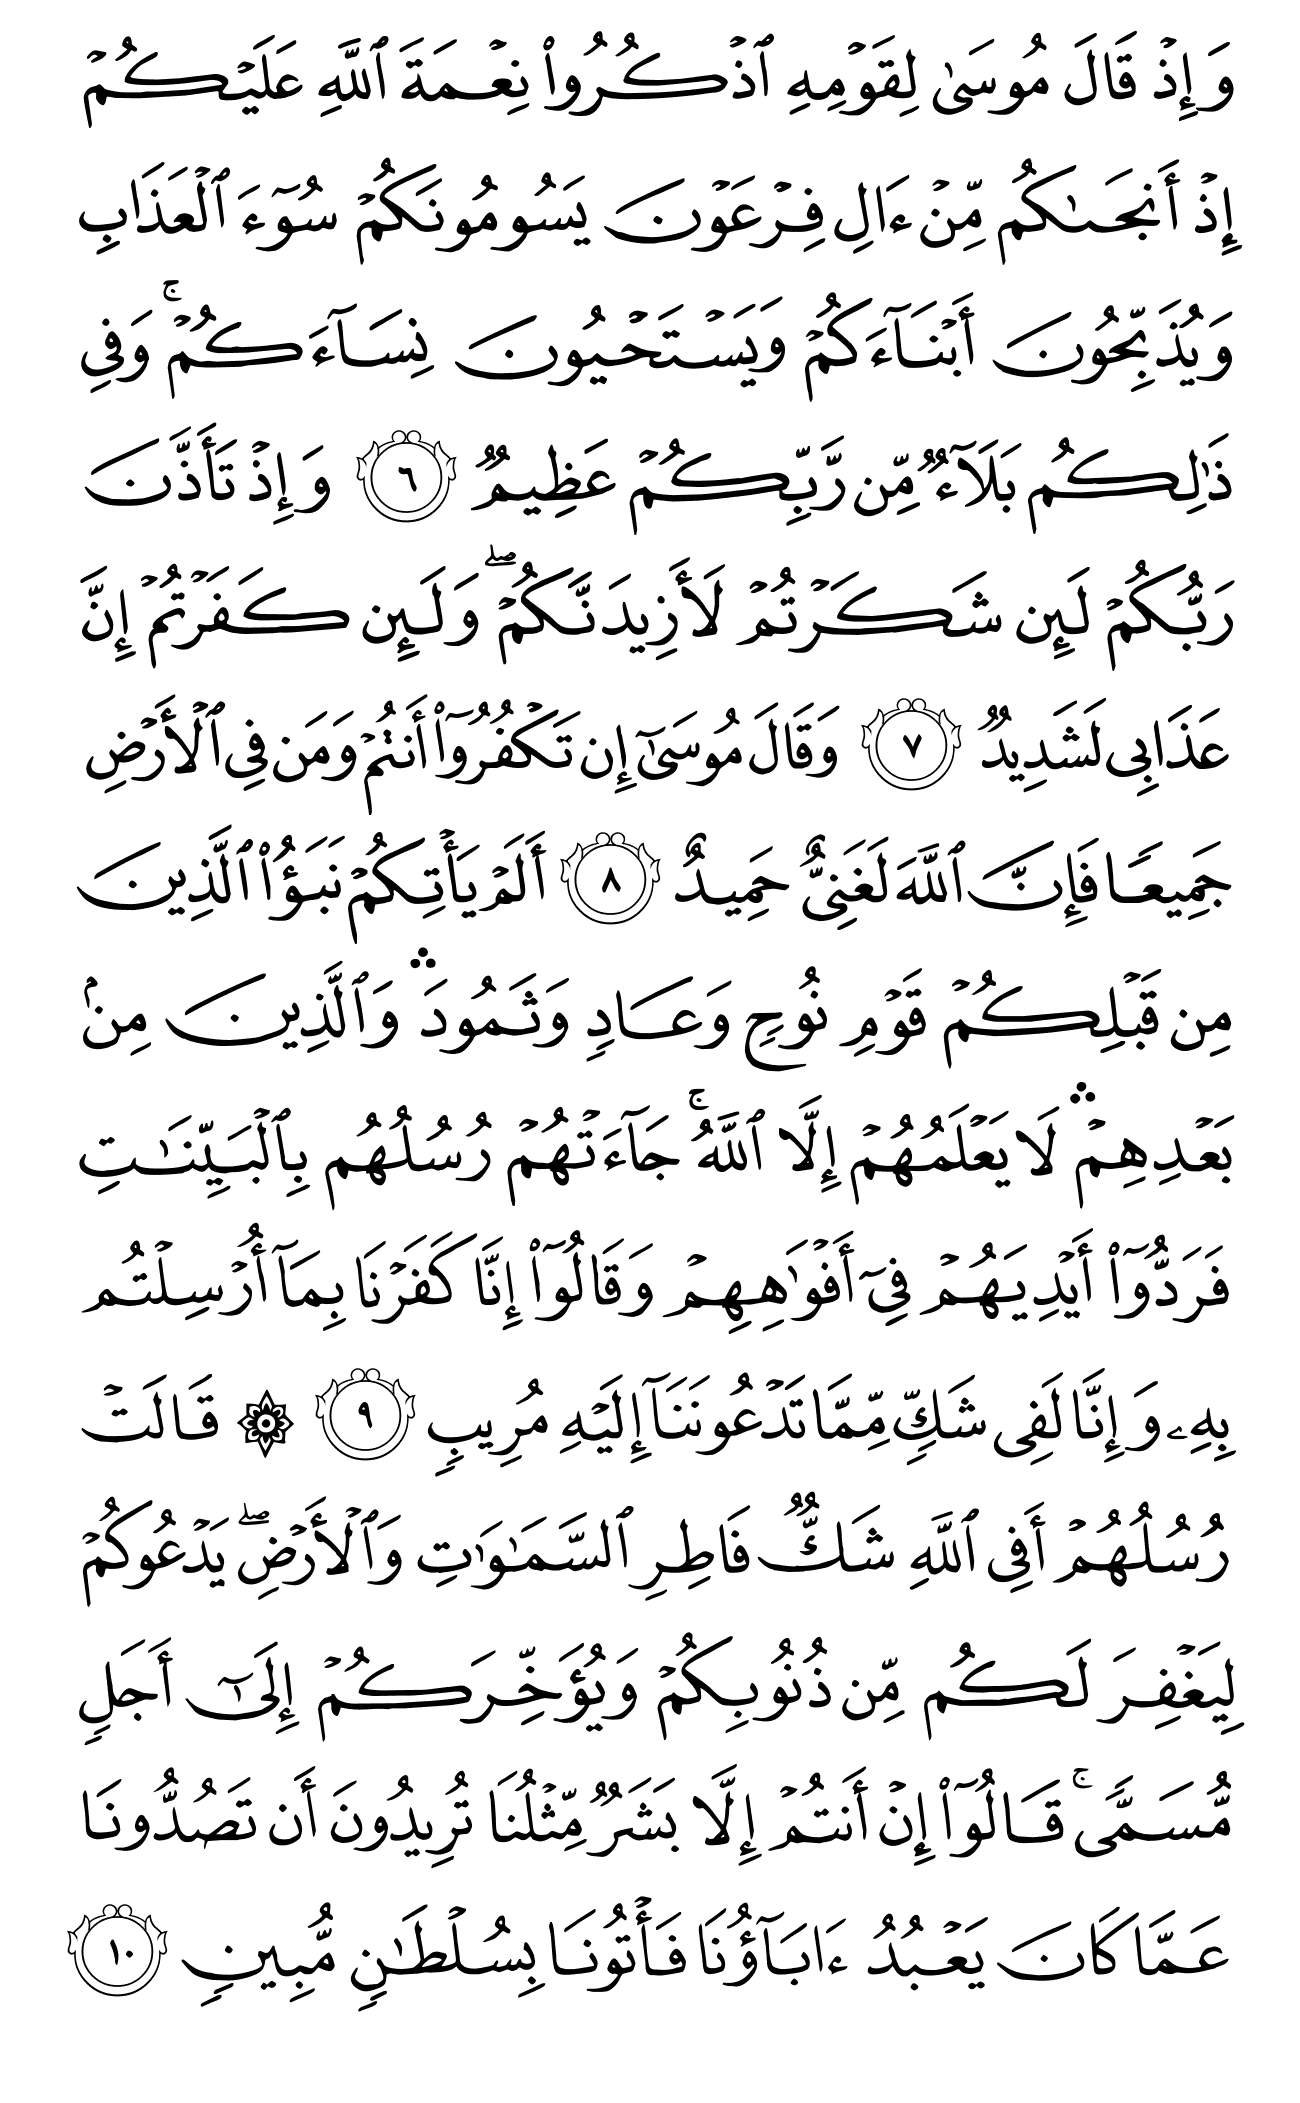 وَإِذْ قَالَ مُوسَىٰ لِقَوْمِهِ ٱذْكُرُوا۟ نِعْمَةَ ٱللَّهِ عَلَيْكُمْ
إِذْ أَنجَىٰكُم مِّنْ ءَالِ فِرْعَوْنَ يَسُومُونَكُمْ سُوٓءَ ٱلْعَذَابِ
وَيُذَبِّحُونَ أَبْنَآءَكُمْ وَيَسْتَحْيُونَ نِسَآءَكُمْ ۚ وَفِى
ذَٰلِكُم بَلَآءٌ مِّن رَّبِّكُمْ عَظِيمٌ ٦ وَإِذْ تَأَذَّنَ
رَبُّكُمْ لَئِن شَكَرْتُمْ لَأَزِيدَنَّكُمْ ۖ وَلَئِن كَفَرْتُمْ إِنَّ
عَذَابِى لَشَدِيدٌ ٧ وَقَالَ مُوسَىٰٓ إِن تَكْفُرُوٓا۟ أَنتُمْ وَمَن فِى ٱلْأَرْضِ
جَمِيعًا فَإِنَّ ٱللَّهَ لَغَنِىٌّ حَمِيدٌ ٨ أَلَمْ يَأْتِكُمْ نَبَؤُا۟ ٱلَّذِينَ
مِن قَبْلِكُمْ قَوْمِ نُوحٍ وَعَادٍ وَثَمُودَ ۛ وَٱلَّذِينَ مِنۢ
بَعْدِهِمْ ۛ لَا يَعْلَمُهُمْ إِلَّا ٱللَّهُ ۚ جَآءَتْهُمْ رُسُلُهُم بِٱلْبَيِّنَـٰتِ
فَرَدُّوٓا۟ أَيْدِيَهُمْ فِىٓ أَفْوَٰهِهِمْ وَقَالُوٓا۟ إِنَّا كَفَرْنَا بِمَآ أُرْسِلْتُم
بِهِۦ وَإِنَّا لَفِى شَكٍّ مِّمَّا تَدْعُونَنَآ إِلَيْهِ مُرِيبٍ ٩ ۞ قَالَتْ
رُسُلُهُمْ أَفِى ٱللَّهِ شَكٌّ فَاطِرِ ٱلسَّمَـٰوَٰتِ وَٱلْأَرْضِ ۖ يَدْعُوكُمْ
لِيَغْفِرَ لَكُم مِّن ذُنُوبِكُمْ وَيُؤَخِّرَكُمْ إِلَىٰٓ أَجَلٍ
مُّسَمًّى ۚ قَالُوٓا۟ إِنْ أَنتُمْ إِلَّا بَشَرٌ مِّثْلُنَا تُرِيدُونَ أَن تَصُدُّونَا
عَمَّا كَانَ يَعْبُدُ ءَابَآؤُنَا فَأْتُونَا بِسُلْطَـٰنٍ مُّبِينٍ ١٠